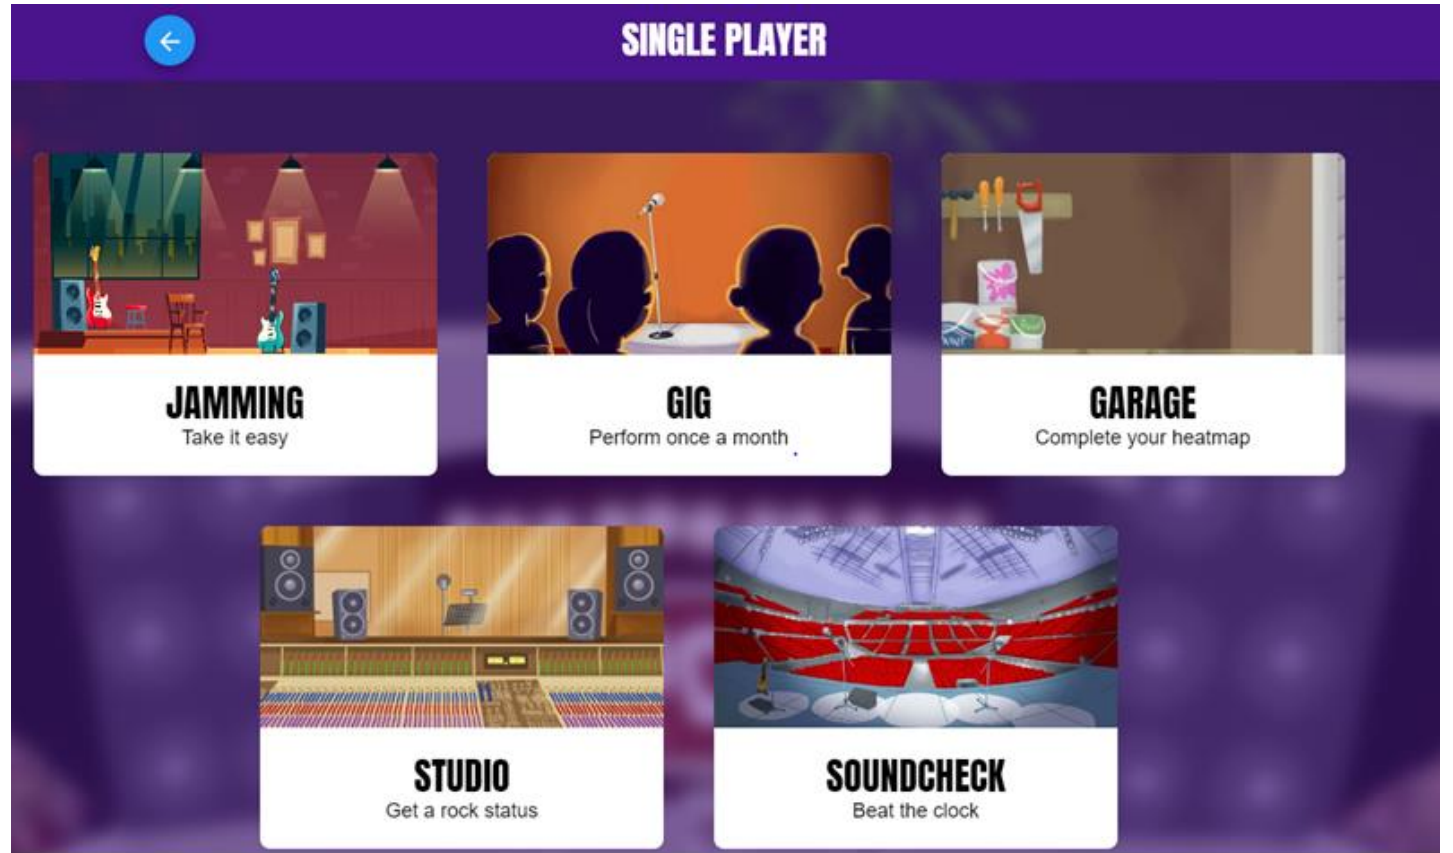 SINGLE PLAYER
JAMMING
Take it easy
GIG
Perform once a month
GARAGE
Complete your heatmap
STUDIO
Get a rock status
SOUNDCHECK
Beat the clock